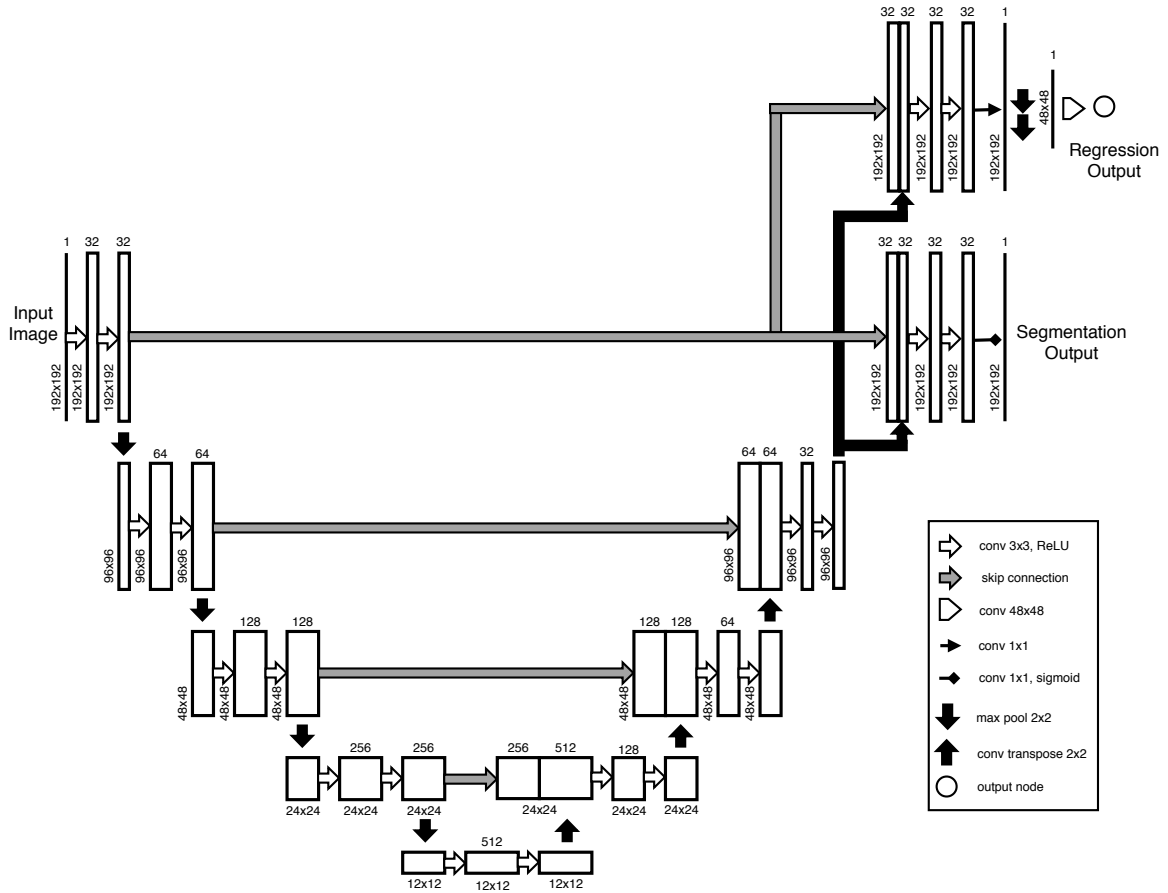 32 32 32 32 1
1
192x192 192x192 192x192 192x192 48x48
Regression
Output
1 32 32
32 32 32 32 1
Input
Image
Segmentation
Output
192x192 192x192 192x192
192x192 192x192 192x192 192x192
64 64
64 64 32
96x96 96x96 96x96
96x96 96x96 96x96
128 128
128 128 64
48x48 48x48 48x48
48x48 48x48 48x48
256 256 256 512 128
24x24 24x24 24x24 24x24 24x24 24x24
512
12x12 12x12 12x12
conv 3x3, ReLU
skip connection
conv 48x48
conv 1x1
conv 1x1, sigmoid
max pool 2x2
conv transpose 2x2
output node